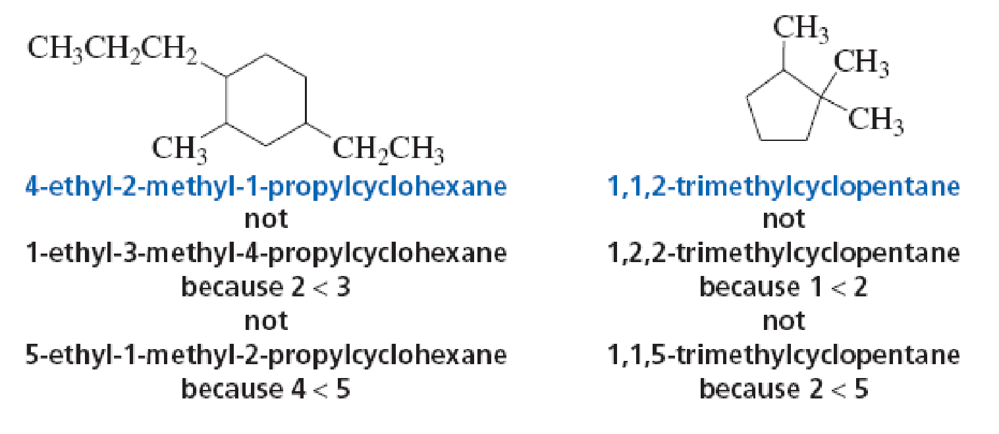 CH₃CH₂CH₂
CH₃
CH₂CH₃
4-ethyl-2-methyl-1-propylcyclohexane
not
1-ethyl-3-methyl-4-propylcyclohexane
because 2 < 3
not
5-ethyl-1-methyl-2-propylcyclohexane
because 4 < 5
CH₃
CH₃
CH₃
1,1,2-trimethylcyclopentane
not
1,2,2-trimethylcyclopentane
because 1 < 2
not
1,1,5-trimethylcyclopentane
because 2 < 5